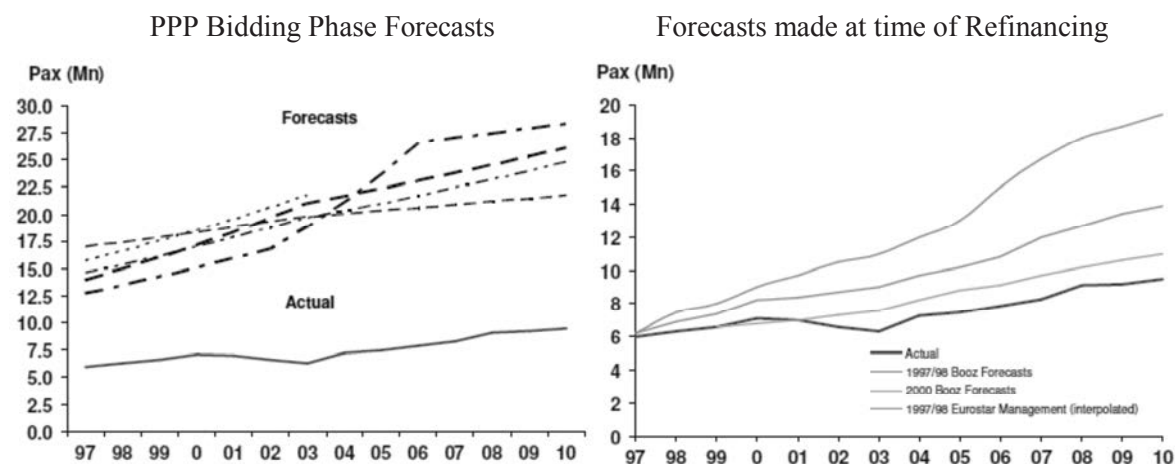 PPP Bidding Phase Forecasts
Pax (Mn)
30.0
27.5
25.0
22.5
20.0
17.5
15.0
12.5
10.0
7.5
5.0
2.5
0.0
Forecasts
Actual
97 98 99 0 01 02 03 04 05 06 07 08 09 10
Forecasts made at time of Refinancing
Pax (Mn)
20
18
16
14
12
10
8
6
4
2
0
Actual
1997/98 Booz Forecasts
2000 Booz Forecasts
1997/98 Eurostar Management (interpolated)
97 98 99 00 01 02 03 04 05 06 07 08 09 10